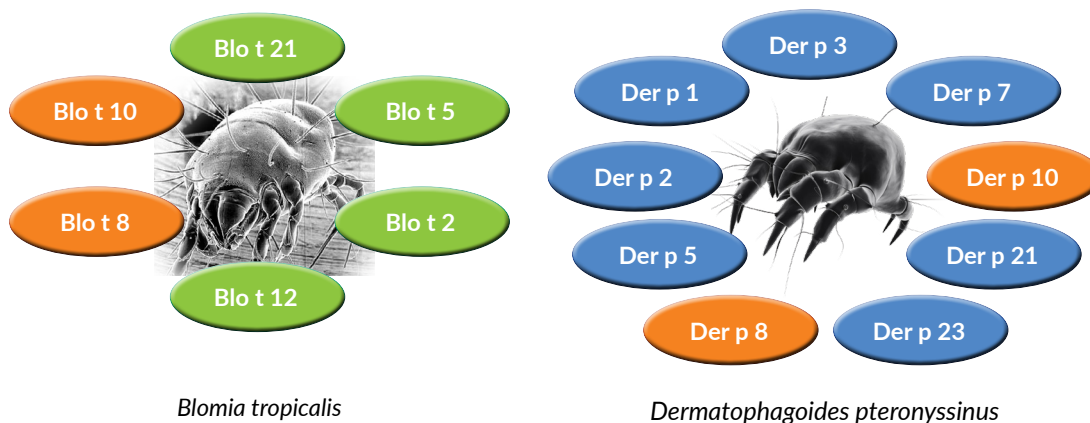 Blo t 21
Blo t 10
Blo t 5
Blo t 8
Blo t 2
Blo t 12
Blomia tropicalis
Der p 3
Der p 1
Der p 7
Der p 2
Der p 10
Der p 5
Der p 21
Der p 8
Der p 23
Dermatophagoides pteronyssinus